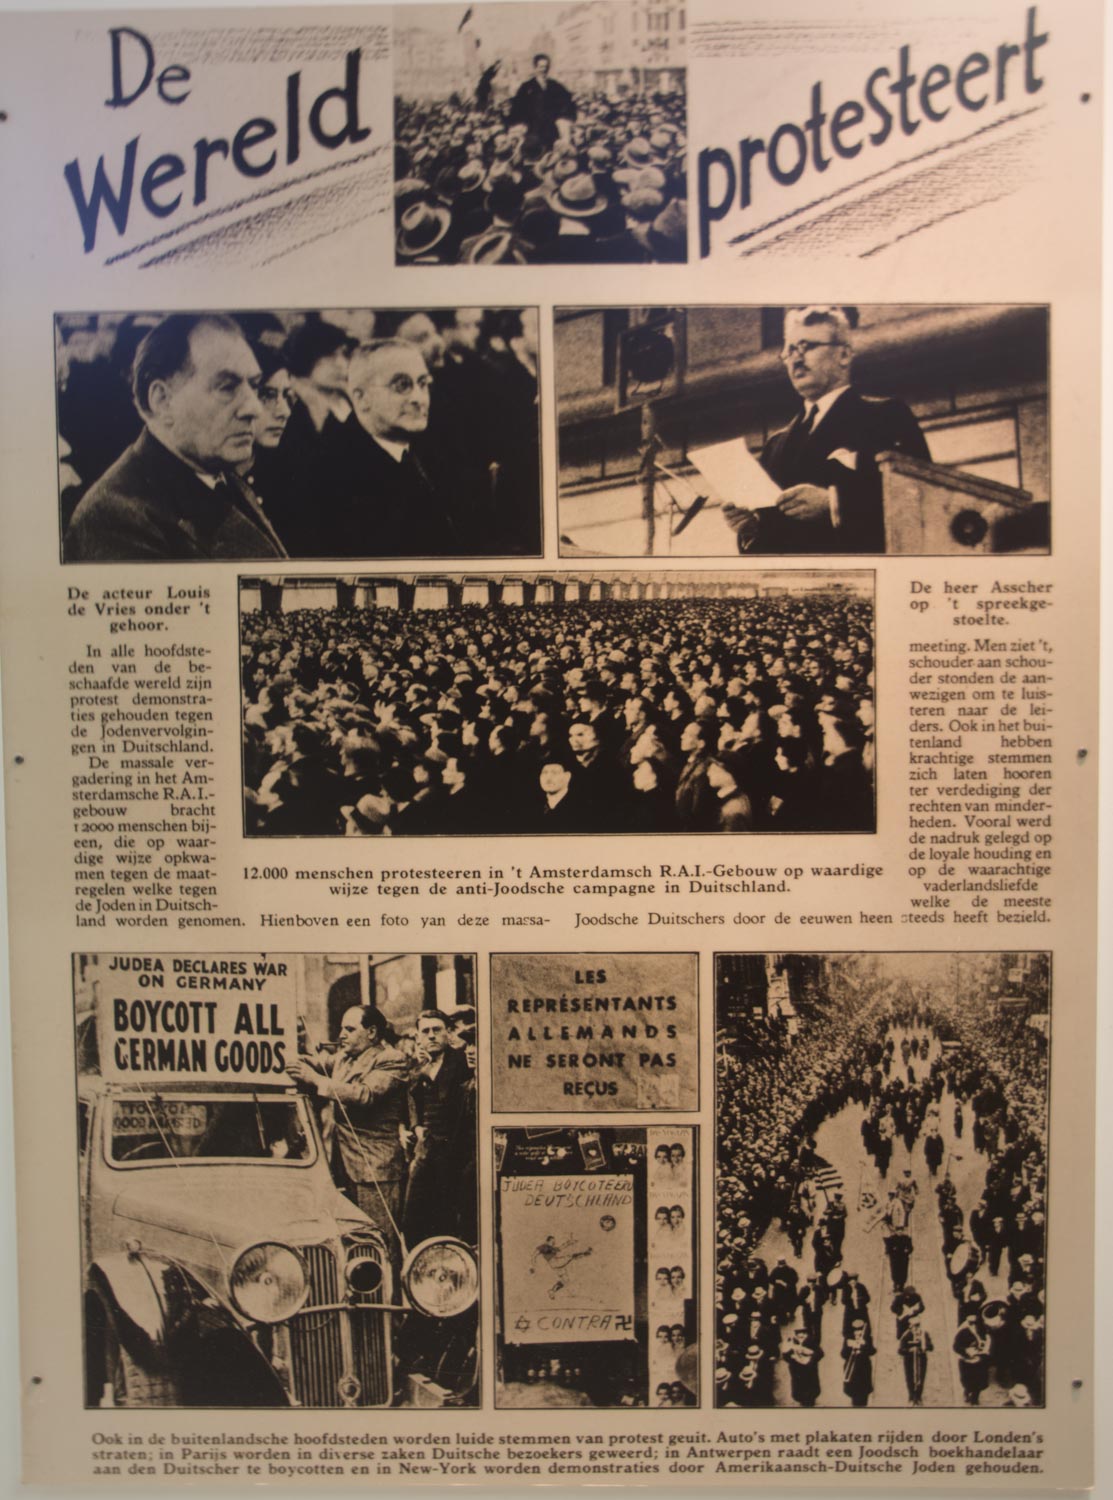 De
Wereld
protesteert
De acteur Louis
de Vries onder 't
gehoor.
In alle hoofdste-
den van de be-
schaafde wereld zijn
protest demonstra-
ties gehouden tegen
de Jodenvervolgin-
gen in Duitschland.
De massale ver-
gadering in het Am-
sterdamsche R.A.I.-
gebouw bracht
12000 menschen bij-
een, die op waar-
dige wijze opkwa-
men tegen de maat-
regelen welke tegen
de Joden in Duitsch-
land worden genomen. Hienboven een foto yan deze massa-
12.000 menschen protesteeren in 't Amsterdamsch R.A.I.-Gebouw op waardige
wijze tegen de anti-Joodsche campagne in Duitschland.
De heer Asscher
op 't spreekge-
stoelte.
meeting. Men ziet 't,
schouder aan schou-
der stonden de aan-
wezigen om te luis-
teren naar de lei-
ders. Ook in het bui-
tenland hebben
krachtige stemmen
zich laten hooren
ter verdediging der
rechten van minder-
heden. Vooral werd
de nadruk gelegd op
de loyale houding en
op de waarachtige
vaderlandsliefde
welke de meeste
Joodsche Duitschers door de eeuwen heen steeds heeft bezield.
JUDEA DECLARES WAR
ON GERMANY
BOYCOTT ALL
GERMAN GOODS
LES
REPRÉSENTANTS
ALLEMANDS
NE SERONT PAS
REÇUS
JUDEA BOYCOTEERD
DEUTSCHLAND
CONTRA
Ook in de buitenlandsche hoofdsteden worden luide stemmen van protest geuit. Auto's met plakaten rijden door Londen's
straten; in Parijs worden in diverse zaken Duitsche bezoekers geweerd; in Antwerpen raadt een Joodsch boekhandelaar
aan den Duitscher te boycotten en in New-York worden demonstraties door Amerikaansch-Duitsche Joden gehouden.